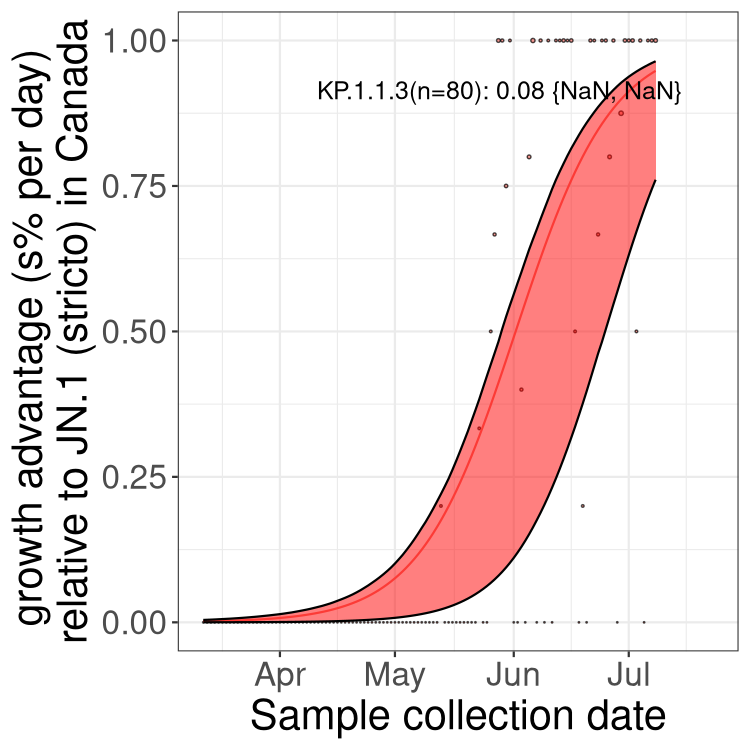 growth advantage (s% per day)
relative to JN.1 (stricto) in Canada
1.00
0.75
0.50
0.25
0.00
KP.1.1.3(n=80): 0.08 {NaN, NaN}
Apr May Jun Jul
Sample collection date